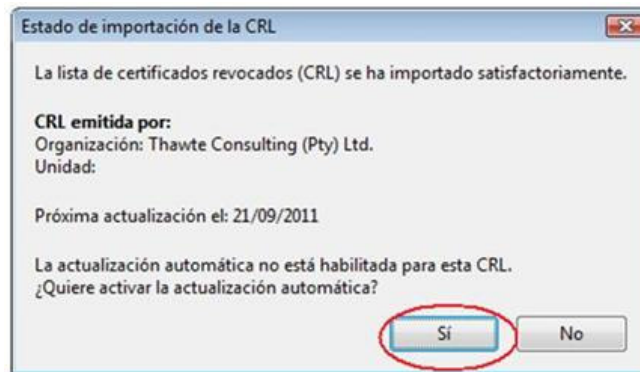 Estado de importación de la CRL
La lista de certificados revocados (CRL) se ha importado satisfactoriamente.
CRL emitida por:
Organización: Thawte Consulting (Pty) Ltd.
Unidad:
Próxima actualización el: 21/09/2011
La actualización automática no está habilitada para esta CRL.
¿Quiere activar la actualización automática?
Sí No